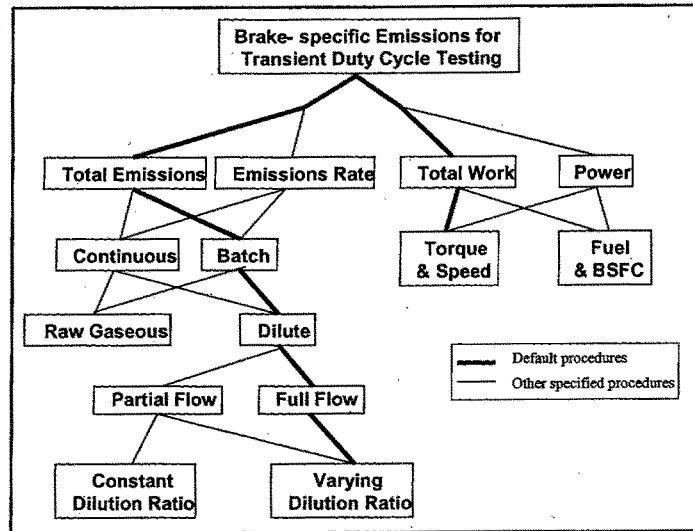 Brake- specific Emissions for
Transient Duty Cycle Testing
Total Emissions
Emissions Rate
Total Work
Power
Continuous
Batch
Torque
& Speed
Fuel
& BSFC
Raw Gaseous
Dilute
Default procedures
Other specified procedures
Partial Flow
Full Flow
Constant
Dilution Ratio
Varying
Dilution Ratio